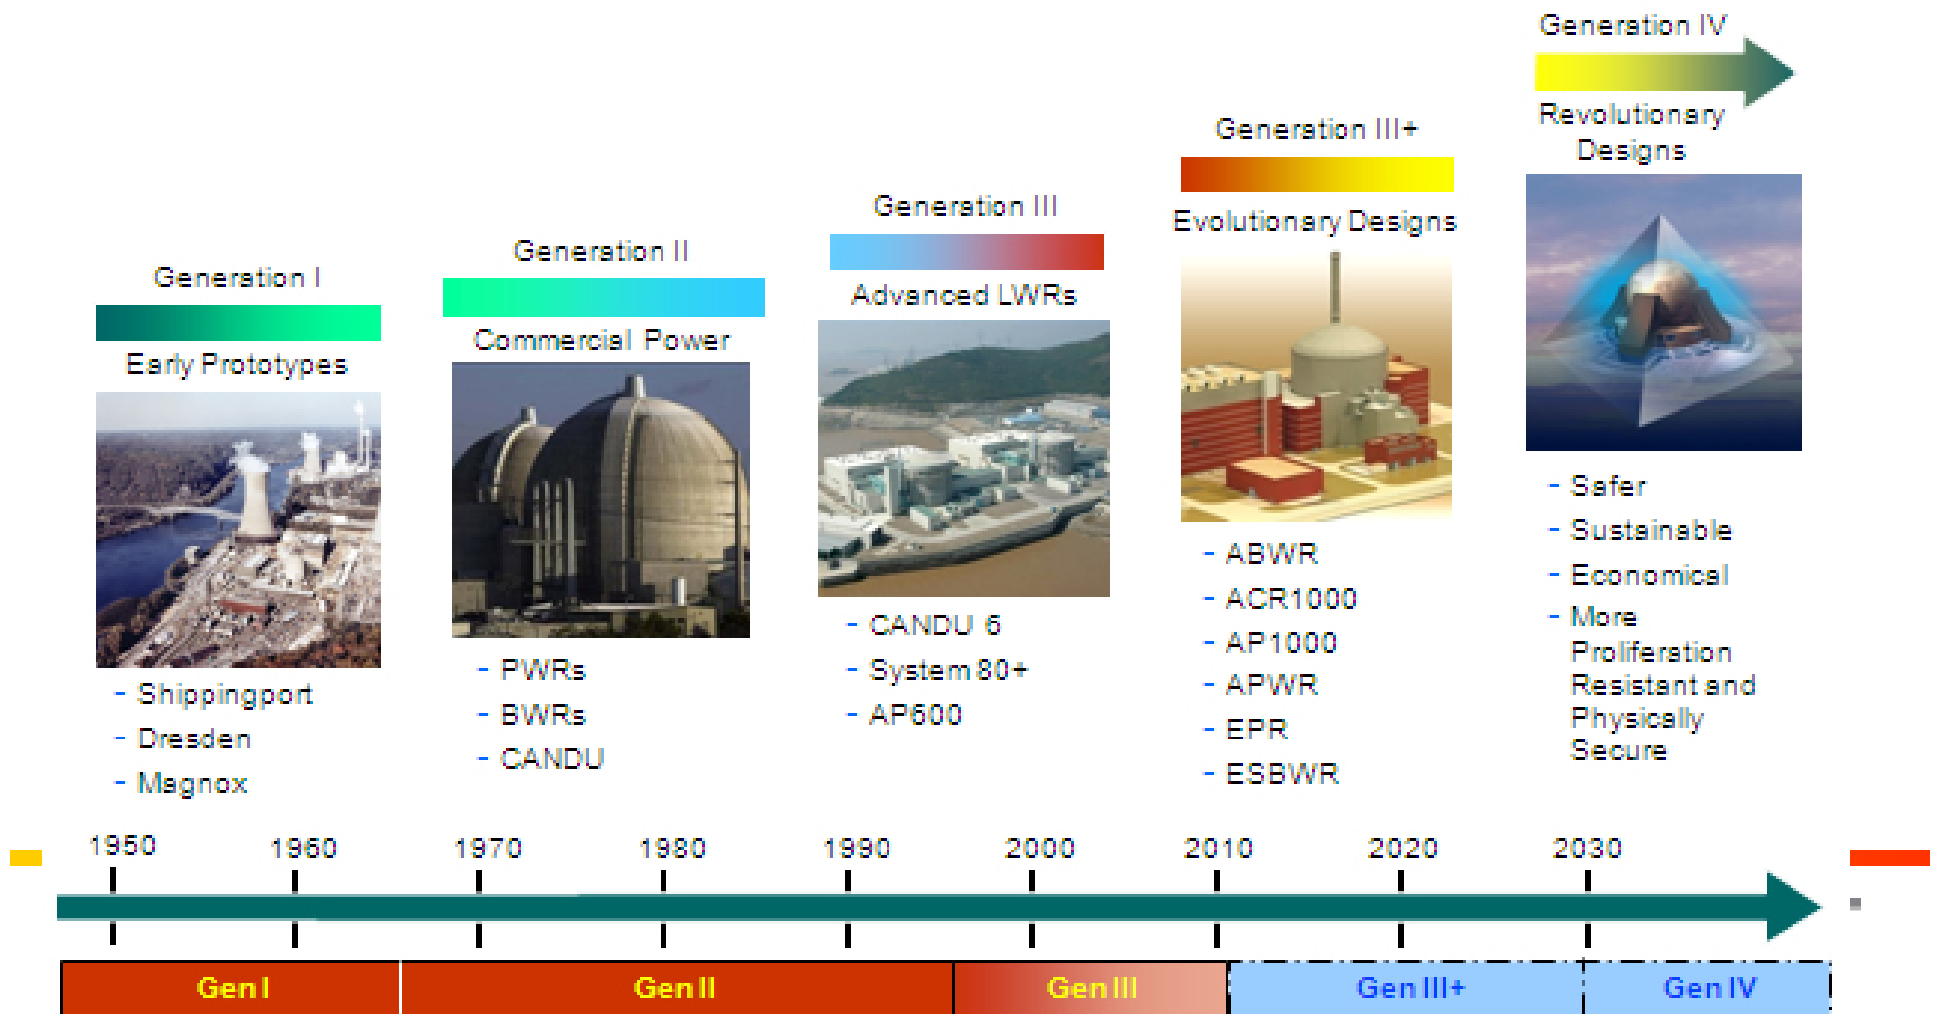 Generation I
Early Prototypes
- Shippingport
- Dresden
- Magnox
Generation II
Commercial Power
- PWRs
- BWRs
- CANDU
Generation III
Advanced LWRs
- CANDU 6
- System 80+
- AP600
Generation III+
Evolutionary Designs
- ABWR
- ACR1000
- AP1000
- APWR
- EPR
- ESBWR
Generation IV
Revolutionary
Designs
- Safer
- Sustainable
- Economical
- More
Proliferation
Resistant and
Physically
Secure
1950 1960 1970 1980 1990 2000 2010 2020 2030
Gen I Gen II Gen III Gen III+ Gen IV